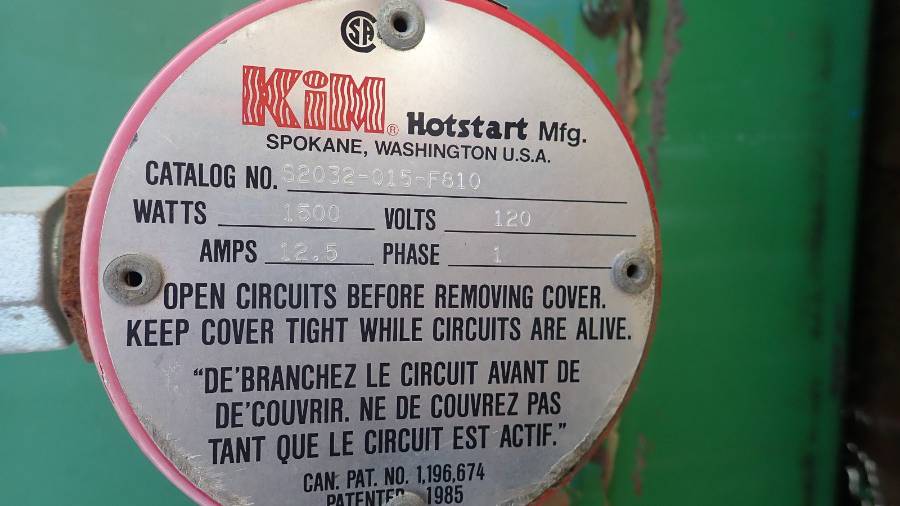 CSA
KiM® Hotstart Mfg.
SPOKANE, WASHINGTON U.S.A.
CATALOG NO. S2032-015-F810
WATTS 1500 VOLTS 120
AMPS 12.5 PHASE 1
OPEN CIRCUITS BEFORE REMOVING COVER.
KEEP COVER TIGHT WHILE CIRCUITS ARE ALIVE.
"DE'BRANCHEZ LE CIRCUIT AVANT DE
DE'COUVRIR. NE DE COUVREZ PAS
TANT QUE LE CIRCUIT EST ACTIF."
CAN. PAT. NO. 1,196,674
PATENTED 1985